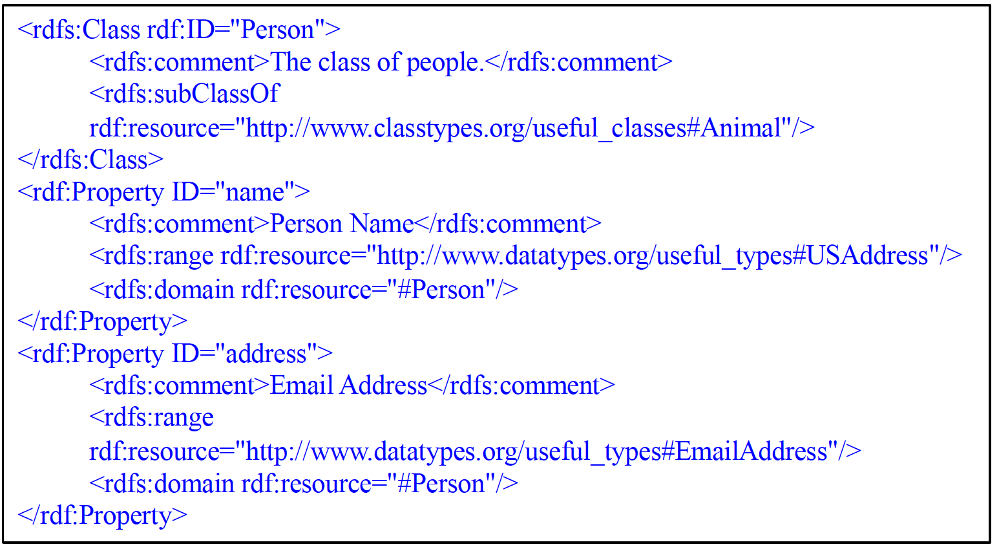 <rdfs:Class rdf:ID="Person">
<rdfs:comment>The class of people.</rdfs:comment>
<rdfs:subClassOf
rdf:resource="http://www.classtypes.org/useful_classes#Animal"/>
</rdfs:Class>
<rdf:Property ID="name">
<rdfs:comment>Person Name</rdfs:comment>
<rdfs:range rdf:resource="http://www.datatypes.org/useful_types#USAddress"/>
<rdfs:domain rdf:resource="#Person"/>
</rdf:Property>
<rdf:Property ID="address">
<rdfs:comment>Email Address</rdfs:comment>
<rdfs:range
rdf:resource="http://www.datatypes.org/useful_types#EmailAddress"/>
<rdfs:domain rdf:resource="#Person"/>
</rdf:Property>